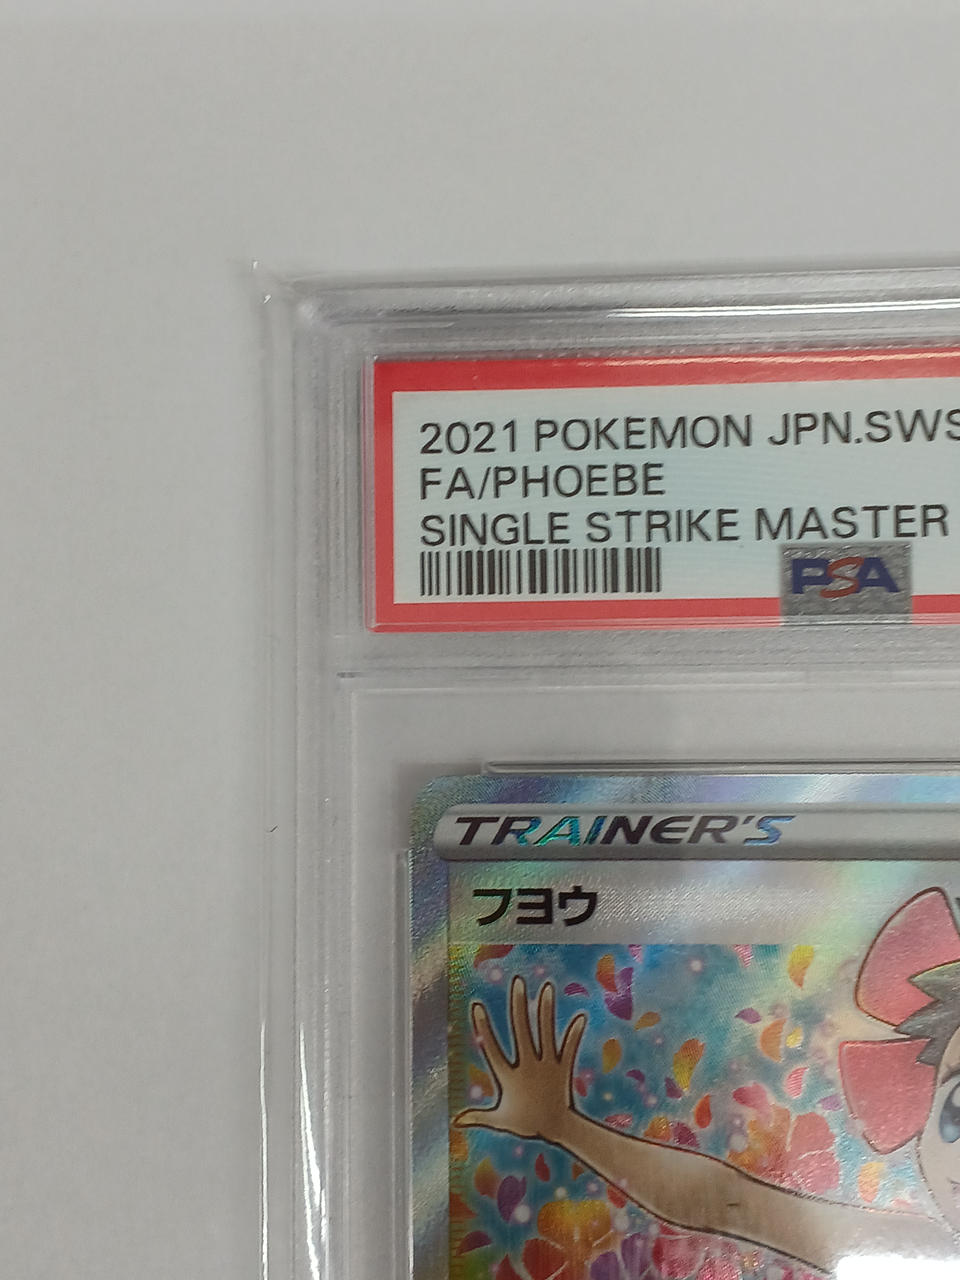 2021 POKEMON JPN.SWS
FA/PHOEBE
SINGLE STRIKE MASTER
PSA
TRAINER'S
フヨウ